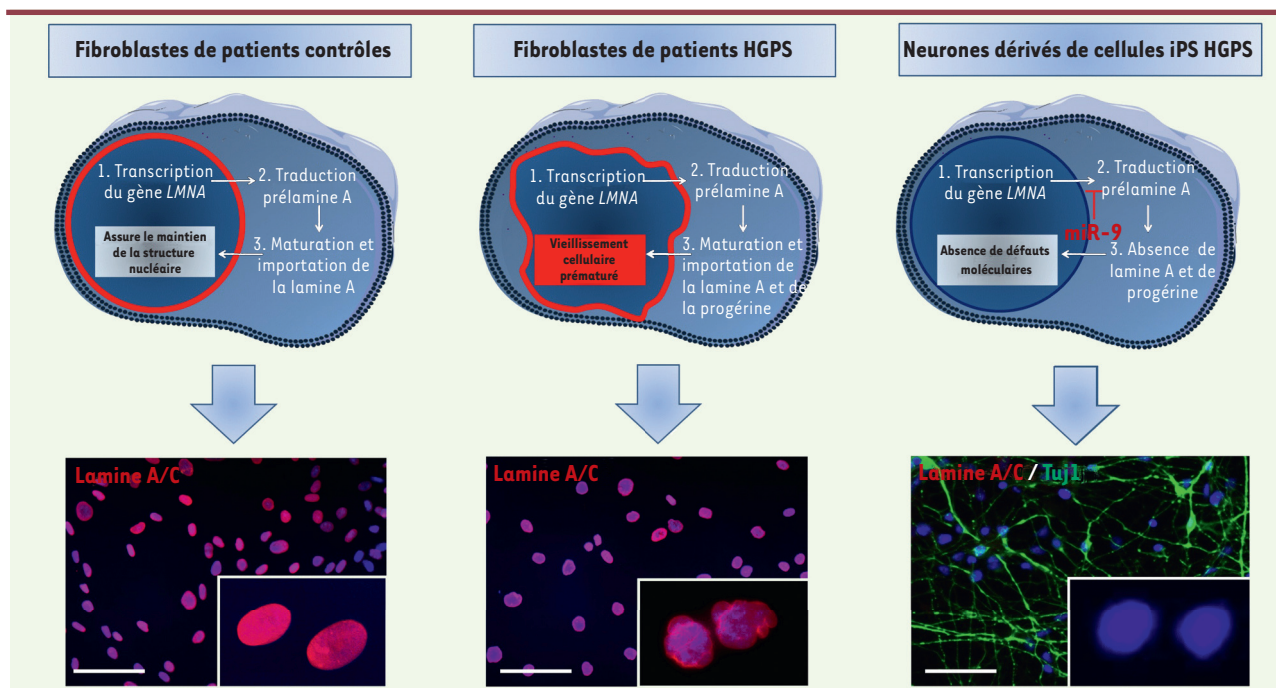 Fibroblastes de patients contrôles
1. Transcription
du gène LMNA
2. Traduction
prélamine A
3. Maturation et
importation de
la lamine A
Assure le maintien
de la structure
nucléaire
Lamine A/C
Fibroblastes de patients HGPS
1. Transcription
du gène LMNA
2. Traduction
prélamine A
3. Maturation et
importation de
la lamine A et de
la progérine
Vieillissement
cellulaire
prématuré
Lamine A/C
Neurones dérivés de cellules iPS HGPS
1. Transcription
du gène LMNA
2. Traduction
prélamine A
miR-9
3. Absence de
lamine A et de
progérine
Absence de défauts
moléculaires
Lamine A/C / Tuj1